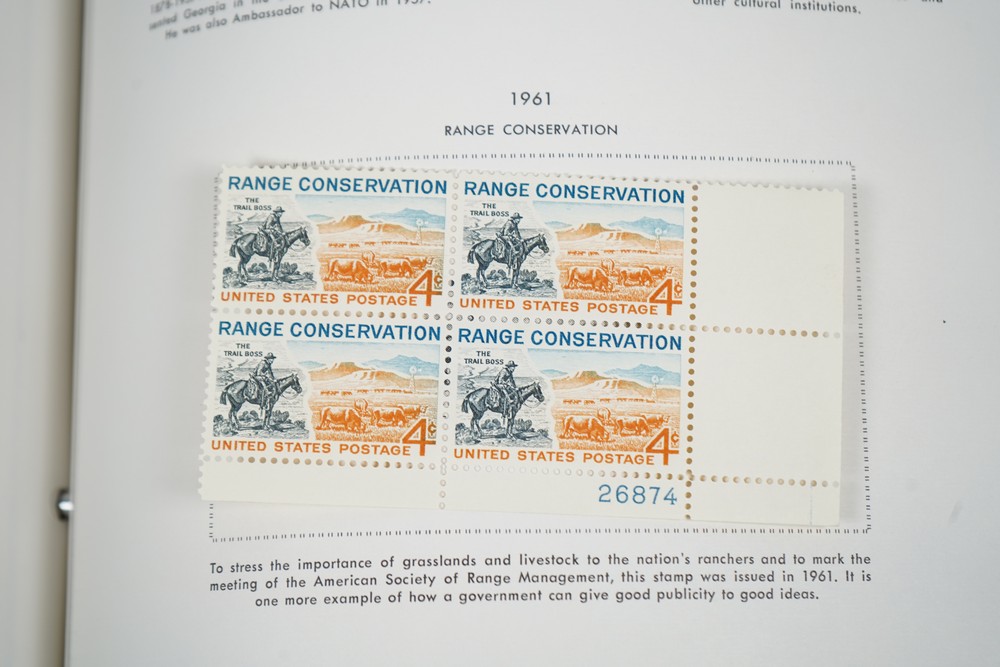 Georgia in the
He was also Ambassador to NATO in 1957.
other cultural institutions.
1961
RANGE CONSERVATION
RANGE CONSERVATION
THE
TRAIL BOSS
4¢
UNITED STATES POSTAGE
RANGE CONSERVATION
THE
TRAIL BOSS
4¢
UNITED STATES POSTAGE
RANGE CONSERVATION
THE
TRAIL BOSS
4¢
UNITED STATES POSTAGE
RANGE CONSERVATION
THE
TRAIL BOSS
4¢
UNITED STATES POSTAGE
26874
To stress the importance of grasslands and livestock to the nation's ranchers and to mark the
meeting of the American Society of Range Management, this stamp was issued in 1961. It is
one more example of how a government can give good publicity to good ideas.